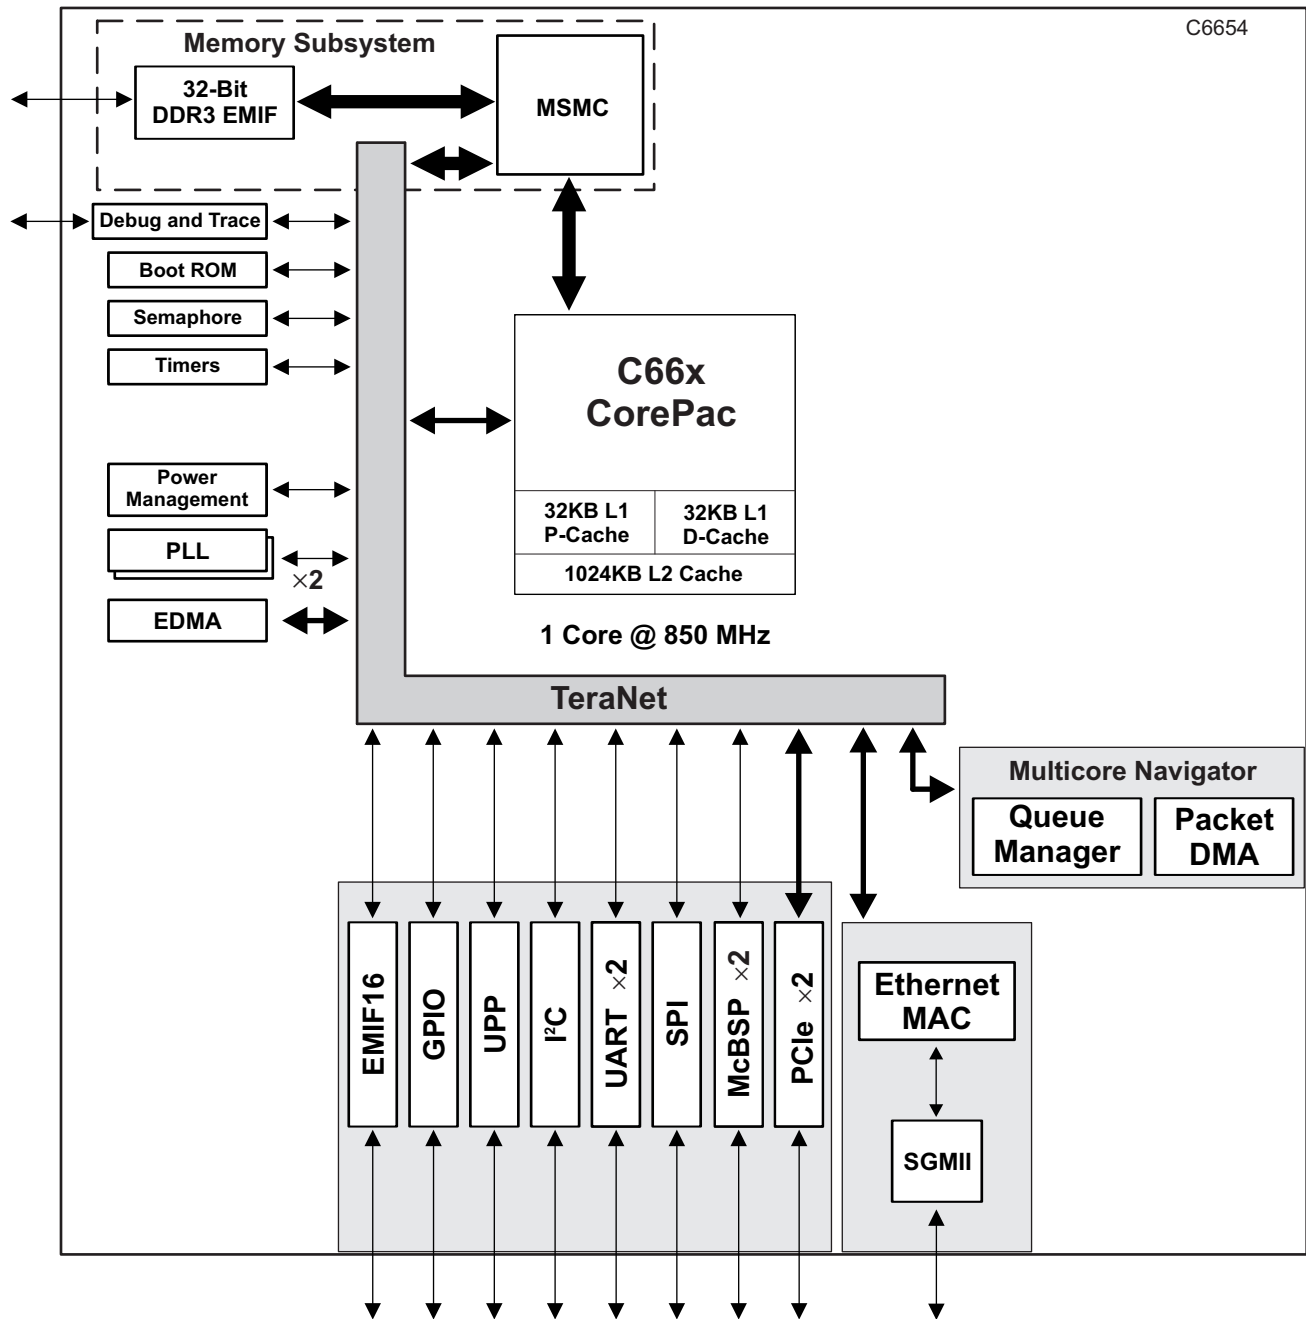 C6654
Memory Subsystem
32-Bit
DDR3 EMIF
MSMC
Debug and Trace
Boot ROM
Semaphore
Timers
Power
Management
PLL
×2
EDMA
C66x
CorePac
32KB L1
P-Cache
32KB L1
D-Cache
1024KB L2 Cache
1 Core @ 850 MHz
TeraNet
Multicore Navigator
Queue
Manager
Packet
DMA
EMIF16
GPIO
UPP
I²C
UART ×2
SPI
McBSP ×2
PCIe ×2
Ethernet
MAC
SGMII